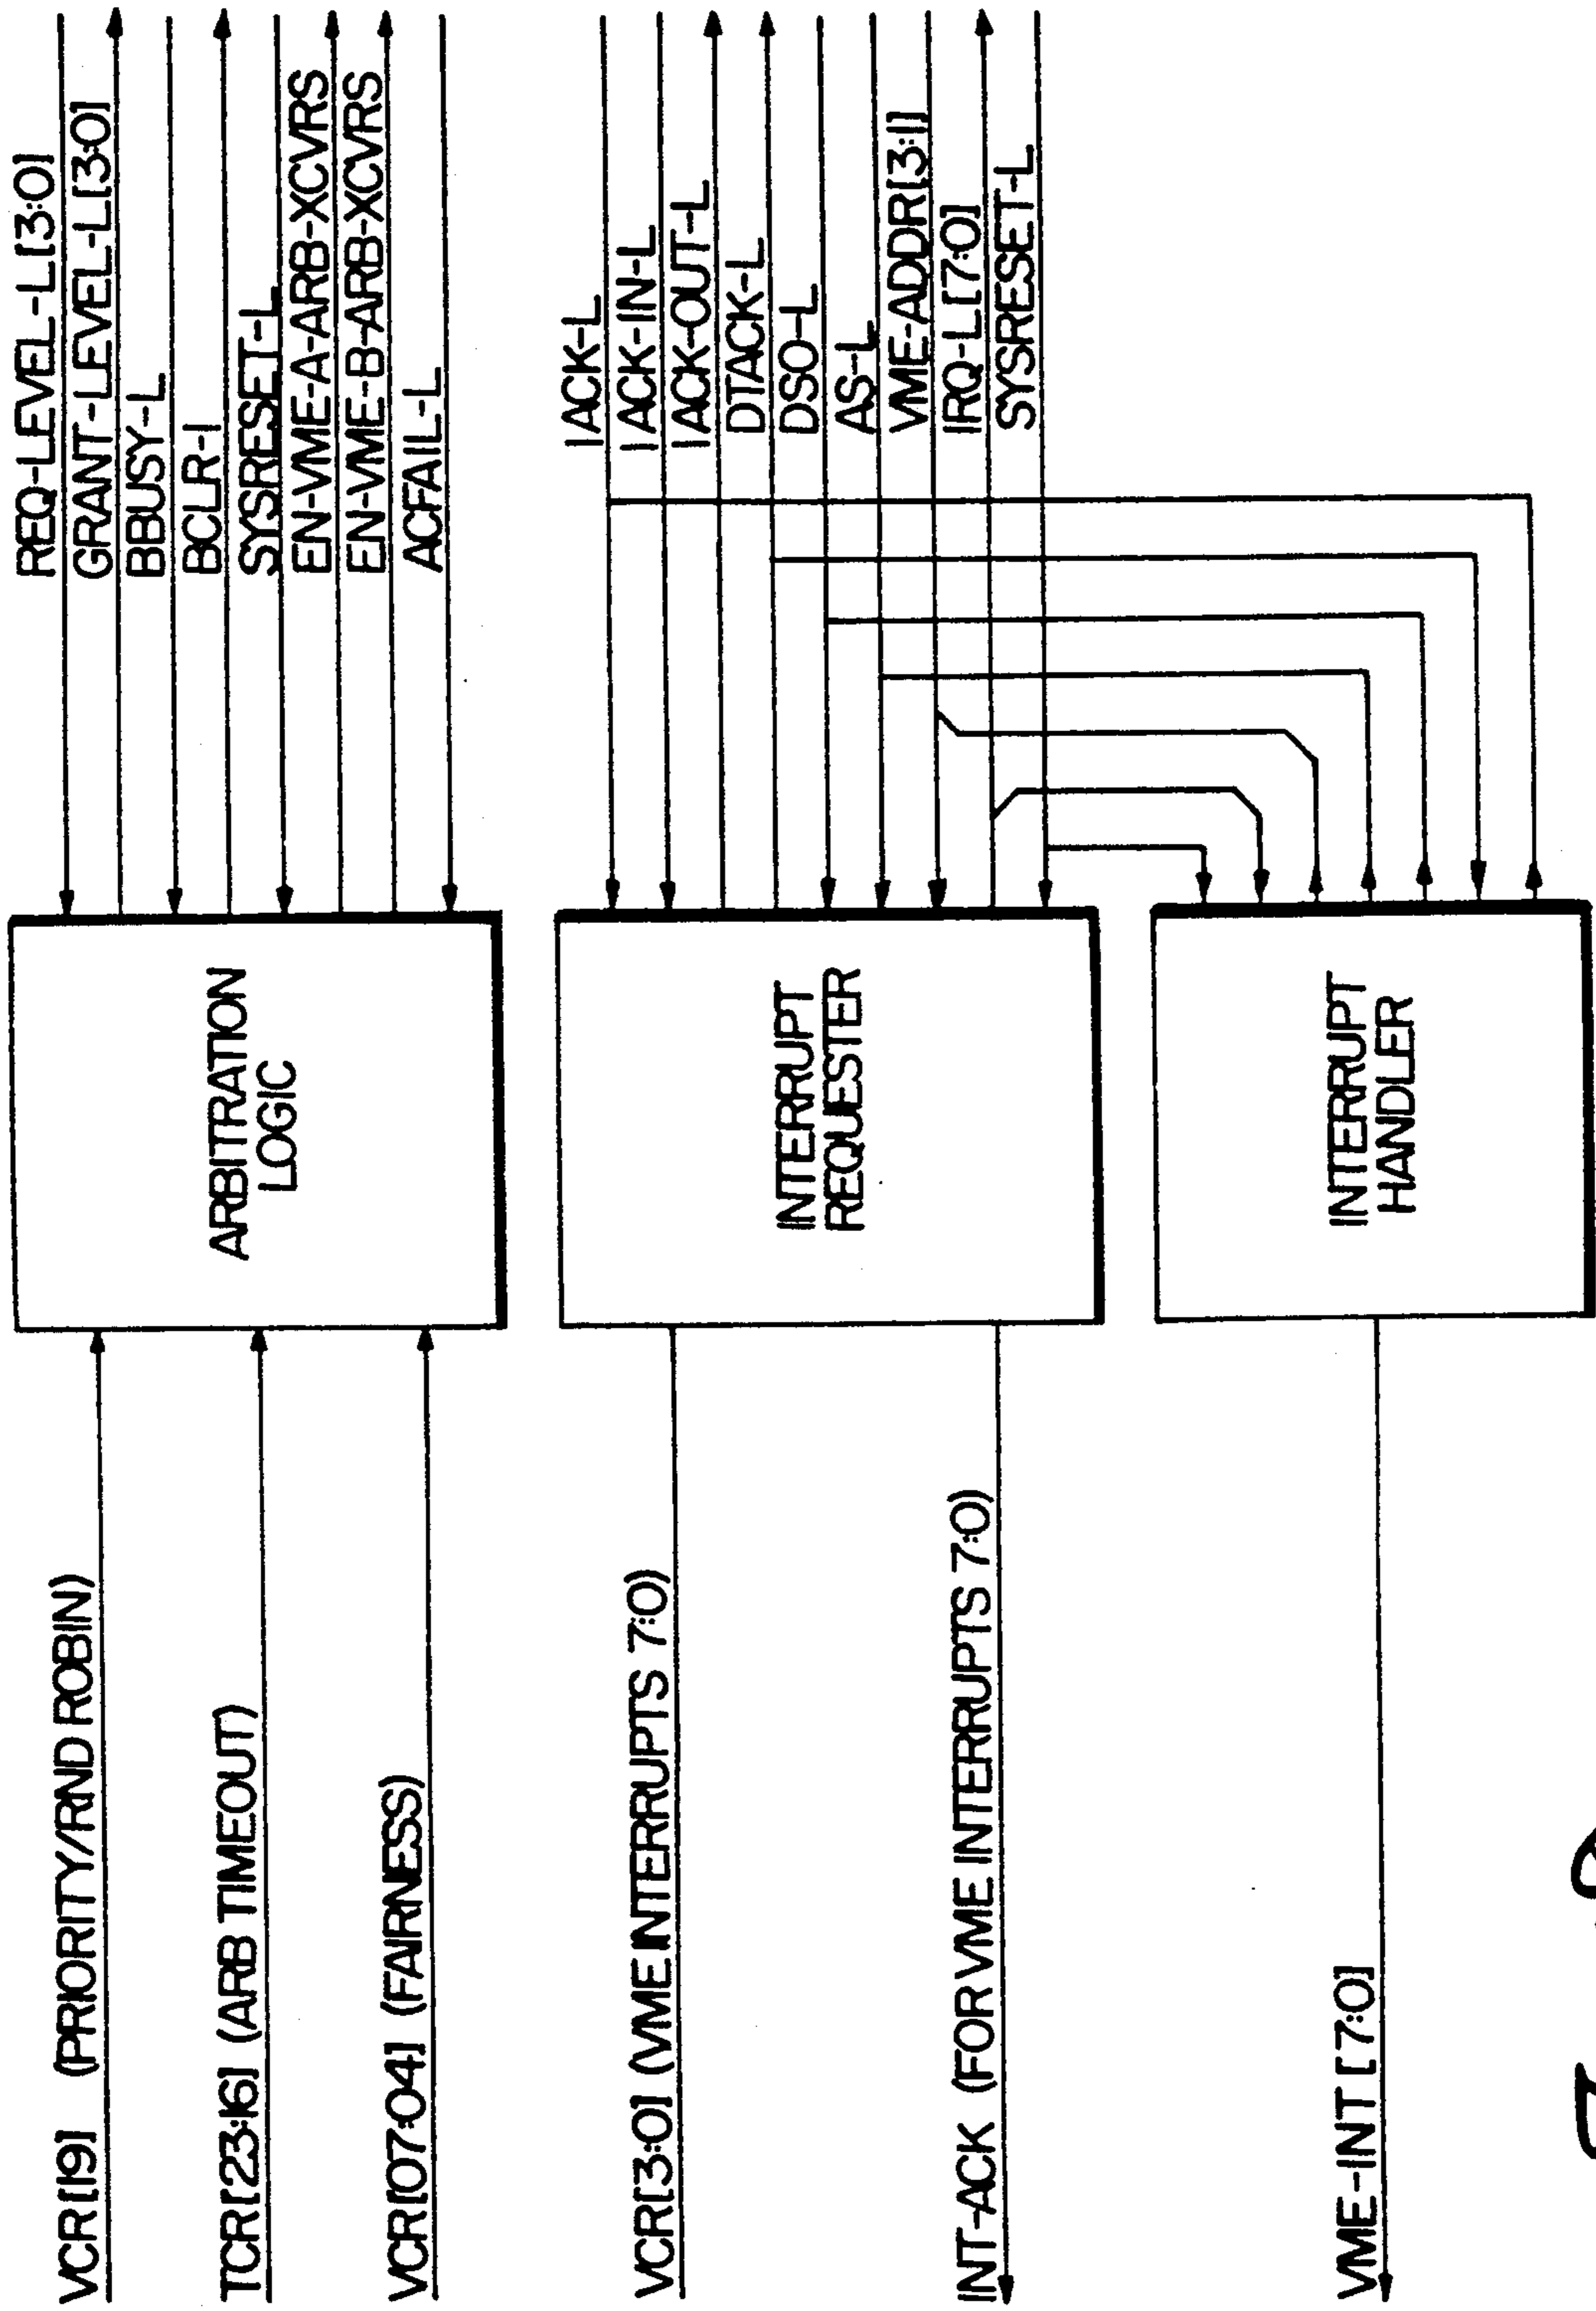 VCR[19] (PRIORITY/RND ROBIN)
TCR[23:16] (ARB TIMEOUT)
VCR[07:04] (FAIRNESS)
ARBITRATION
LOGIC
REQ-LEVEL-L[3:0]
GRANT-LEVEL-L[3:0]
BBUSY-L
BCLR-I
SYSRESET-L
EN-VME-A-ARB-XCVRS
EN-VME-B-ARB-XCVRS
ACFAIL-L
VCR[3:0] (VME INTERRUPTS 7:0)
INT-ACK (FOR VME INTERRUPTS 7:0)
INTERRUPT
REQUESTER
IACK-L
IACK-IN-L
IACK-OUT-L
DTACK-L
DSO-L
AS-L
VME-ADDR[3:1]
IRQ-L[7:0]
SYSRESET-L
VME-INT [7:0]
INTERRUPT
HANDLER